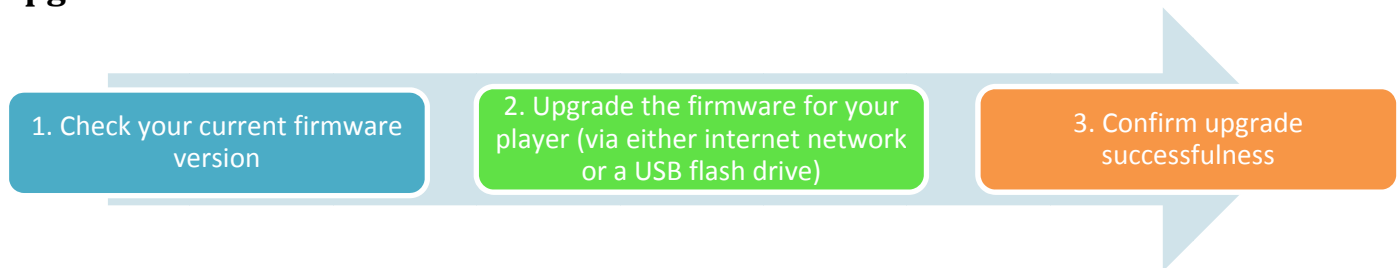 1. Check your current firmware
version
2. Upgrade the firmware for your
player (via either internet network
or a USB flash drive)
3. Confirm upgrade
successfulness